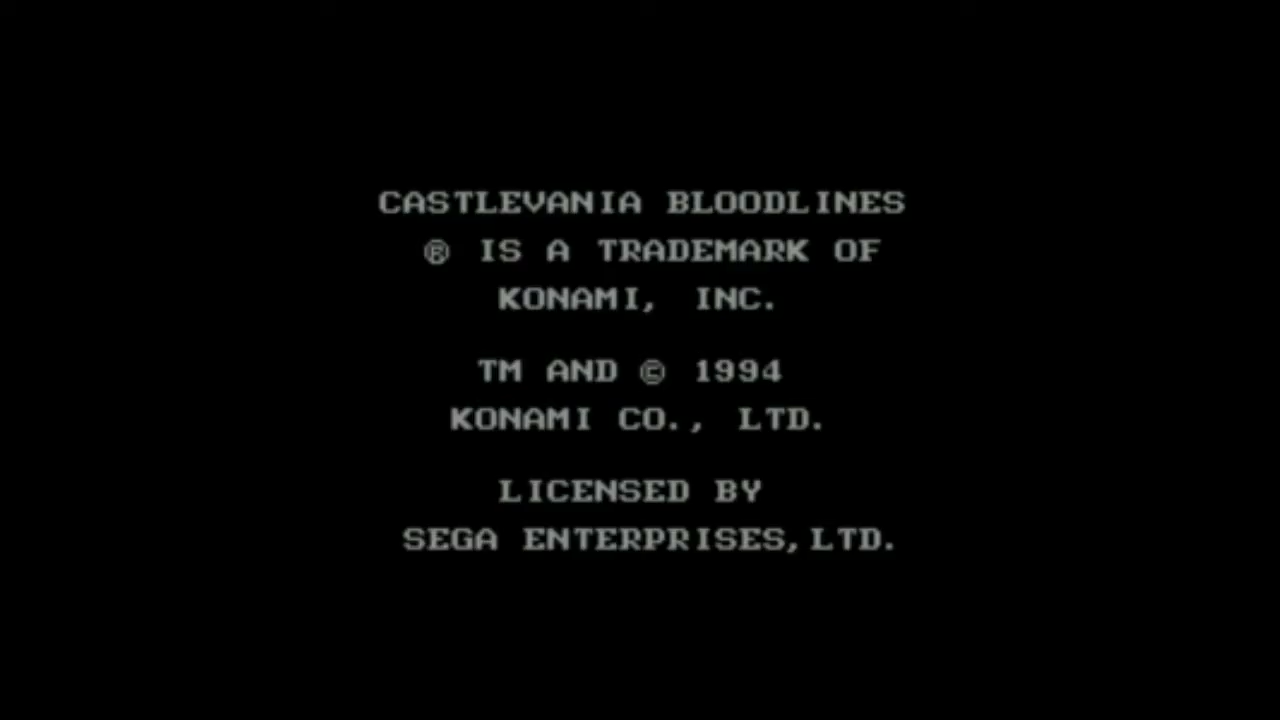 CASTLEVANIA BLOODLINES
® IS A TRADEMARK OF
KONAMI, INC.
TM AND © 1994
KONAMI CO., LTD.
LICENSED BY
SEGA ENTERPRISES,LTD.